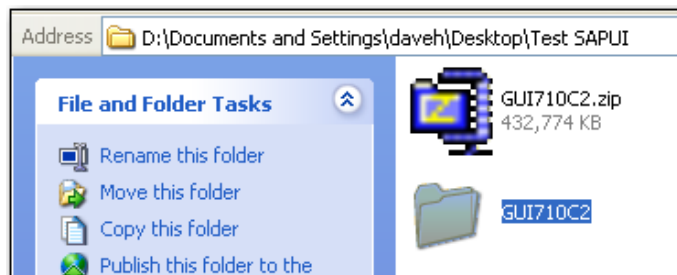 Address D:\Documents and Settings\daveh\Desktop\Test SAPUI
File and Folder Tasks
Rename this folder
Move this folder
Copy this folder
Publish this folder to the
GUI710C2.zip
432,774 KB
GUI710C2